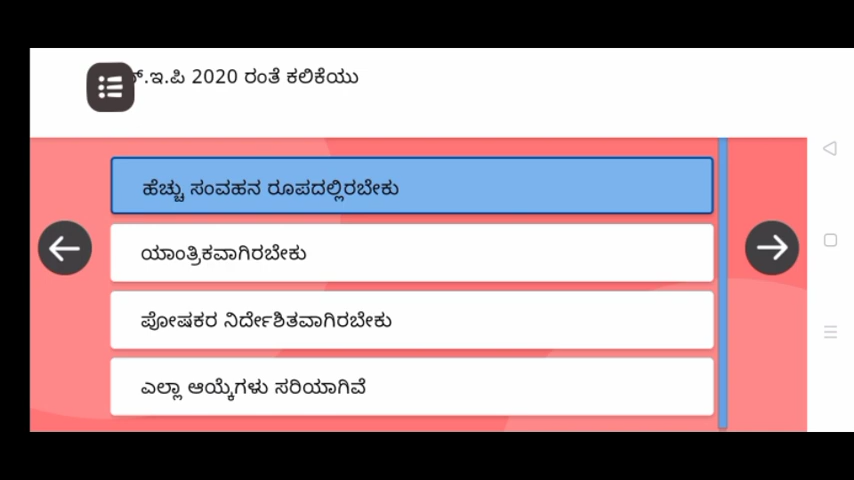 2020 ರಂತೆ ಕಲಿಕೆಯು
ಹೆಚ್ಚು ಸಂವಹನ ರೂಪದಲ್ಲಿರಬೇಕು
ಯಾಂತ್ರಿಕವಾಗಿರಬೇಕು
ಪೋಷಕರ ನಿರ್ದೇಶಿತವಾಗಿರಬೇಕು
ಎಲ್ಲಾ ಆಯ್ಕೆಗಳು ಸರಿಯಾಗಿವೆ